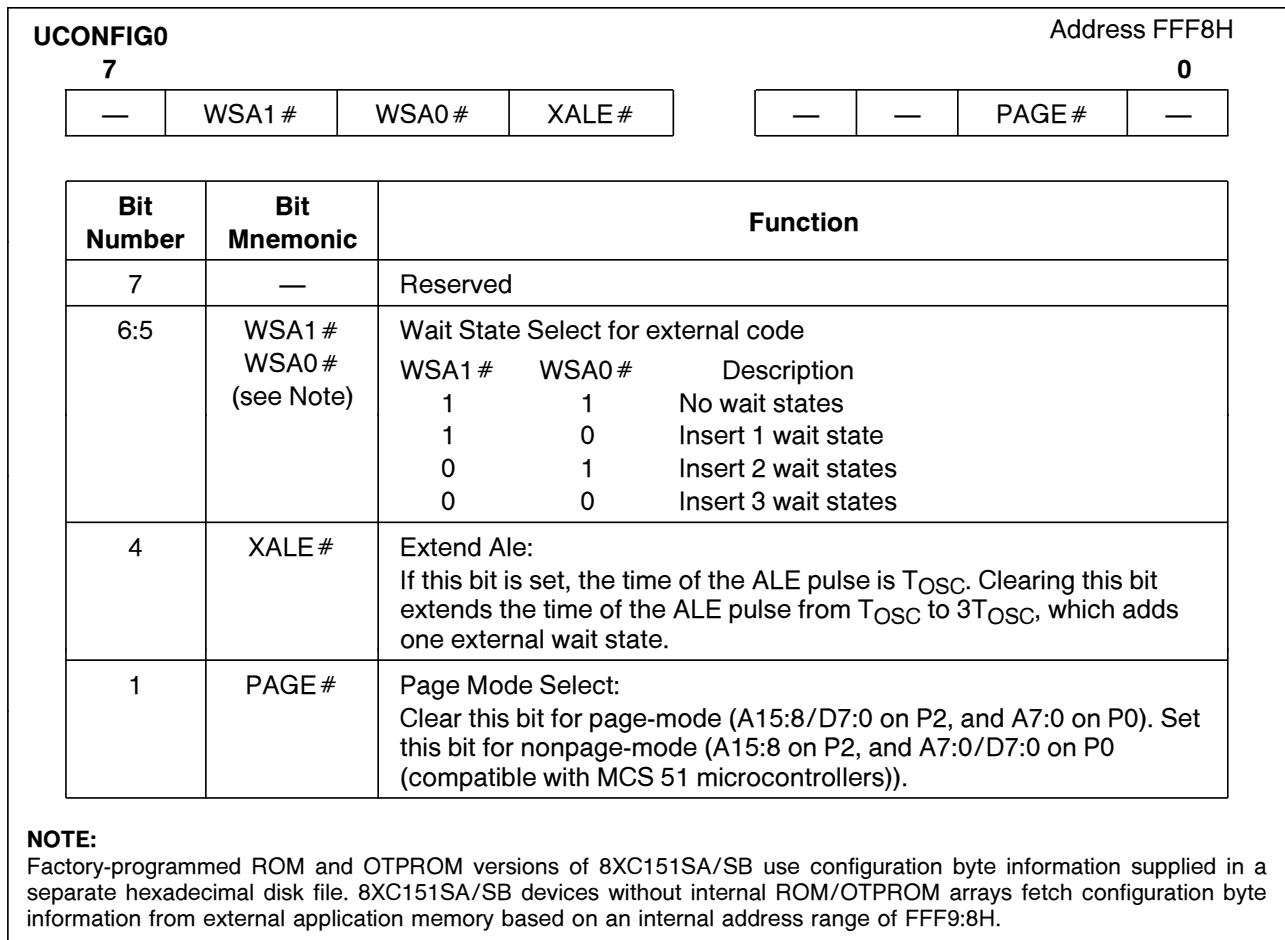 UCONFIG0 Address FFF8H
7 0
— WSA1# WSA0# XALE# — — PAGE# —
Bit Number Bit Mnemonic Function
7 — Reserved
6:5 WSA1# Wait State Select for external code
WSA0# WSA1# WSA0# Description
(see Note) 1 1 No wait states
1 0 Insert 1 wait state
0 1 Insert 2 wait states
0 0 Insert 3 wait states
4 XALE# Extend Ale:
If this bit is set, the time of the ALE pulse is TOSC. Clearing this bit
extends the time of the ALE pulse from TOSC to 3TOSC, which adds
one external wait state.
1 PAGE# Page Mode Select:
Clear this bit for page-mode (A15:8/D7:0 on P2, and A7:0 on P0). Set
this bit for nonpage-mode (A15:8 on P2, and A7:0/D7:0 on P0
(compatible with MCS 51 microcontrollers)).
NOTE:
Factory-programmed ROM and OTPROM versions of 8XC151SA/SB use configuration byte information supplied in a
separate hexadecimal disk file. 8XC151SA/SB devices without internal ROM/OTPROM arrays fetch configuration byte
information from external application memory based on an internal address range of FFF9:8H.